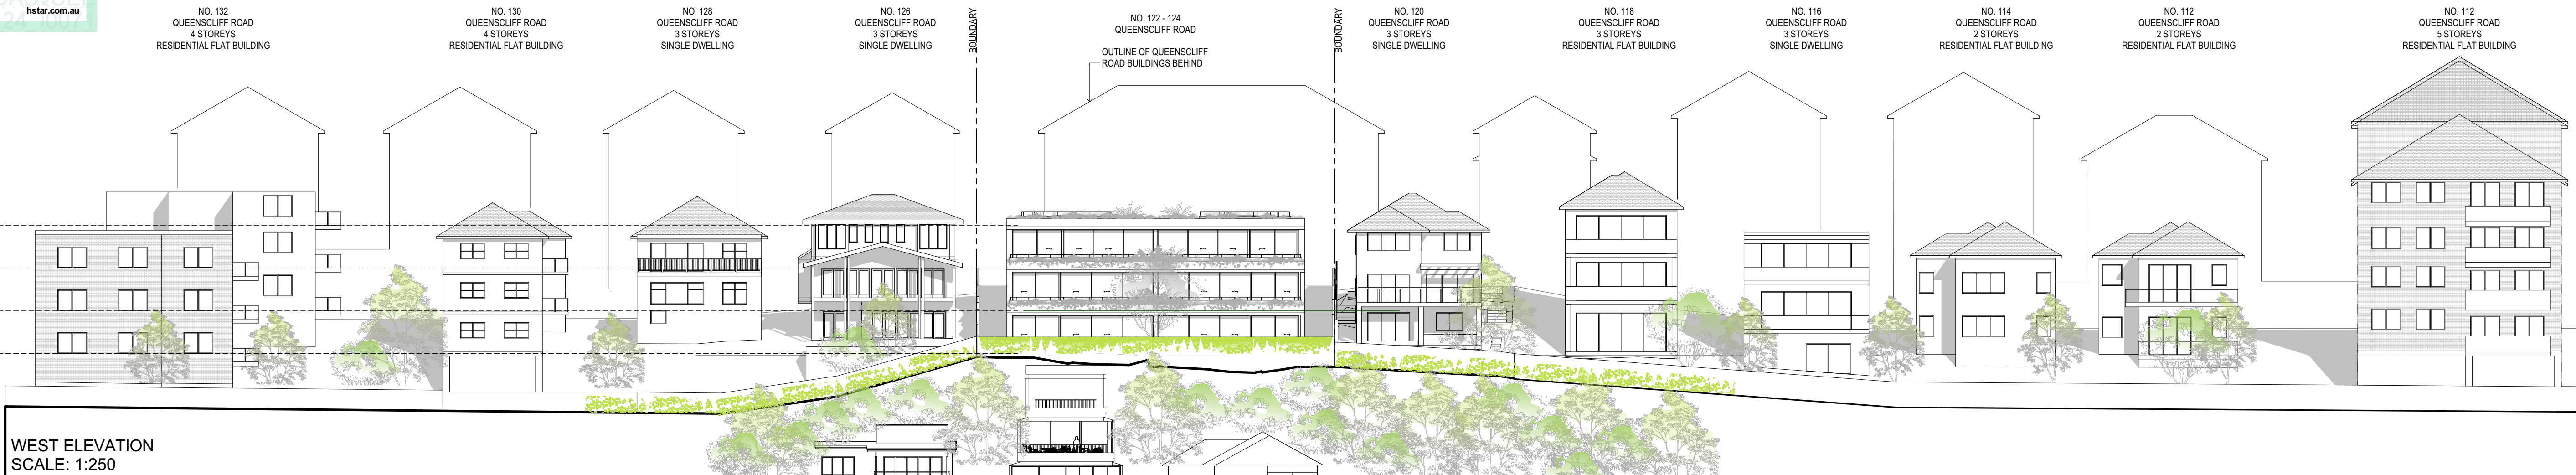 hstar.com.au
NO. 132
QUEENSCLIFF ROAD
4 STOREYS
RESIDENTIAL FLAT BUILDING
NO. 130
QUEENSCLIFF ROAD
4 STOREYS
RESIDENTIAL FLAT BUILDING
NO. 128
QUEENSCLIFF ROAD
3 STOREYS
SINGLE DWELLING
NO. 126
QUEENSCLIFF ROAD
3 STOREYS
SINGLE DWELLING
BOUNDARY
NO. 122 - 124
QUEENSCLIFF ROAD
OUTLINE OF QUEENSCLIFF
ROAD BUILDINGS BEHIND
BOUNDARY
NO. 120
QUEENSCLIFF ROAD
3 STOREYS
SINGLE DWELLING
NO. 118
QUEENSCLIFF ROAD
3 STOREYS
RESIDENTIAL FLAT BUILDING
NO. 116
QUEENSCLIFF ROAD
3 STOREYS
SINGLE DWELLING
NO. 114
QUEENSCLIFF ROAD
2 STOREYS
RESIDENTIAL FLAT BUILDING
NO. 112
QUEENSCLIFF ROAD
2 STOREYS
RESIDENTIAL FLAT BUILDING
NO. 112
QUEENSCLIFF ROAD
5 STOREYS
RESIDENTIAL FLAT BUILDING
WEST ELEVATION
SCALE: 1:250